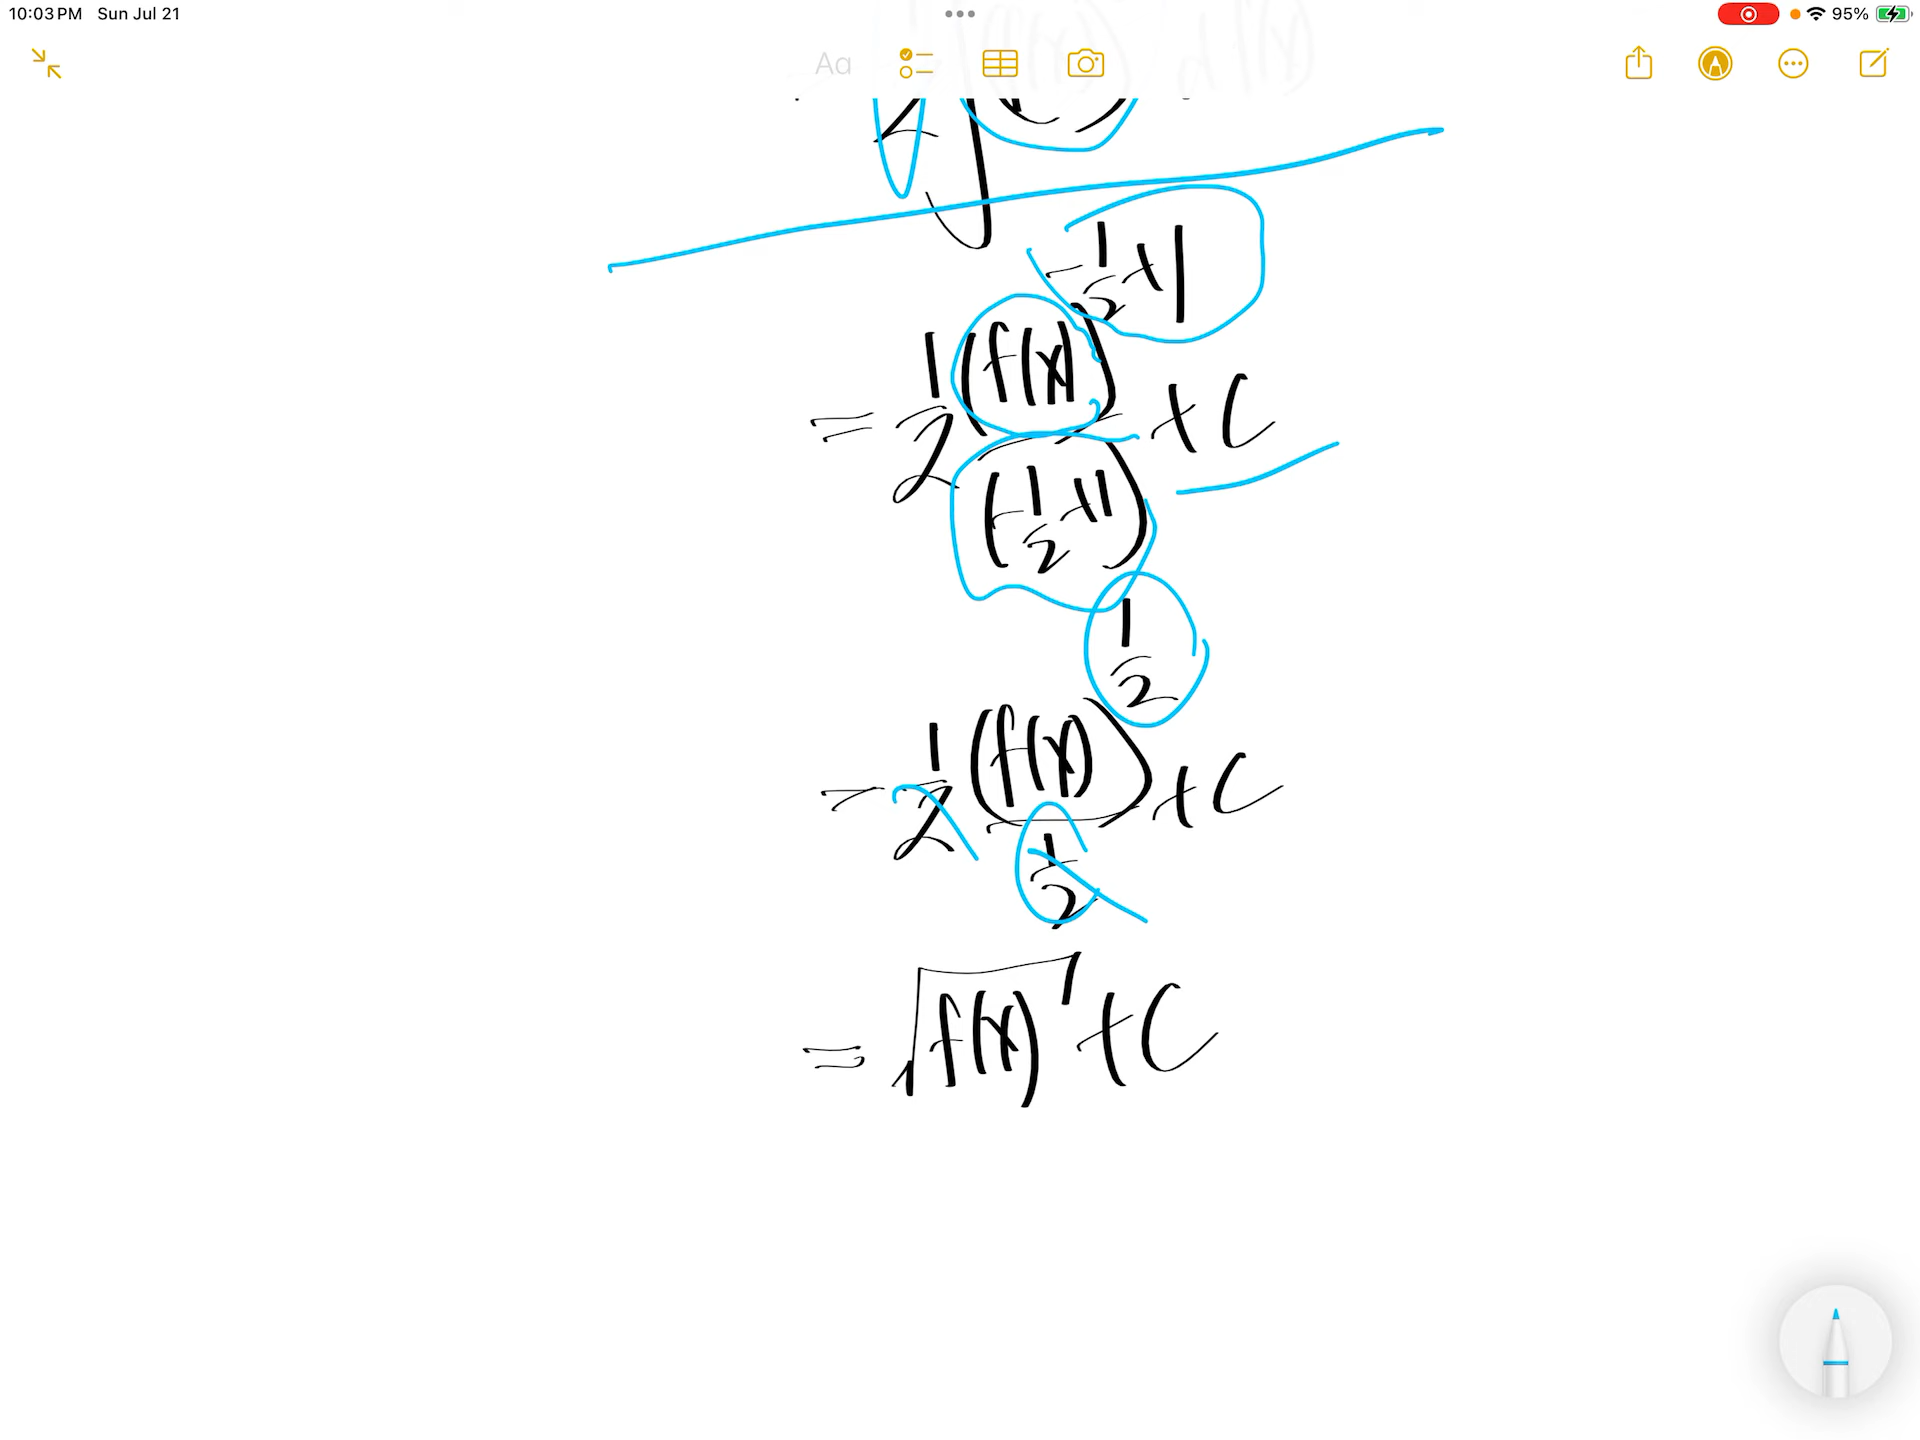 10:03 PM Sun Jul 21
95%
Aa
= 1/2 (f(x))^(-1/2+1) / (-1/2+1) + C
= 1/2 (f(x))^(1/2) / (1/2) + C
= √f(x) + C